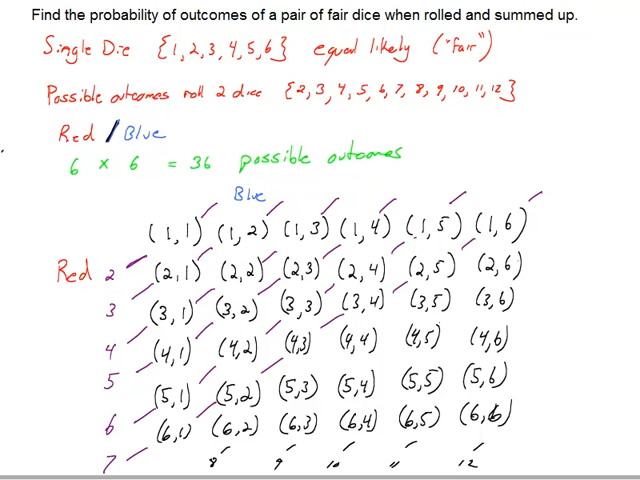 Find the probability of outcomes of a pair of fair dice when rolled and summed up.
Single Dice {1, 2, 3, 4, 5, 6} equal likely ("fair")
Possible outcomes roll 2 dice {2, 3, 4, 5, 6, 7, 8, 9, 10, 11, 12}
Red / Blue
6 × 6 = 36 possible outcomes
Blue
(1, 1) (1, 2) (1, 3) (1, 4) (1, 5) (1, 6)
Red 2 (2, 1) (2, 2) (2, 3) (2, 4) (2, 5) (2, 6)
3 (3, 1) (3, 2) (3, 3) (3, 4) (3, 5) (3, 6)
4 (4, 1) (4, 2) (4, 3) (4, 4) (4, 5) (4, 6)
5 (5, 1) (5, 2) (5, 3) (5, 4) (5, 5) (5, 6)
6 (6, 1) (6, 2) (6, 3) (6, 4) (6, 5) (6, 6)
7 8 9 10 11 12